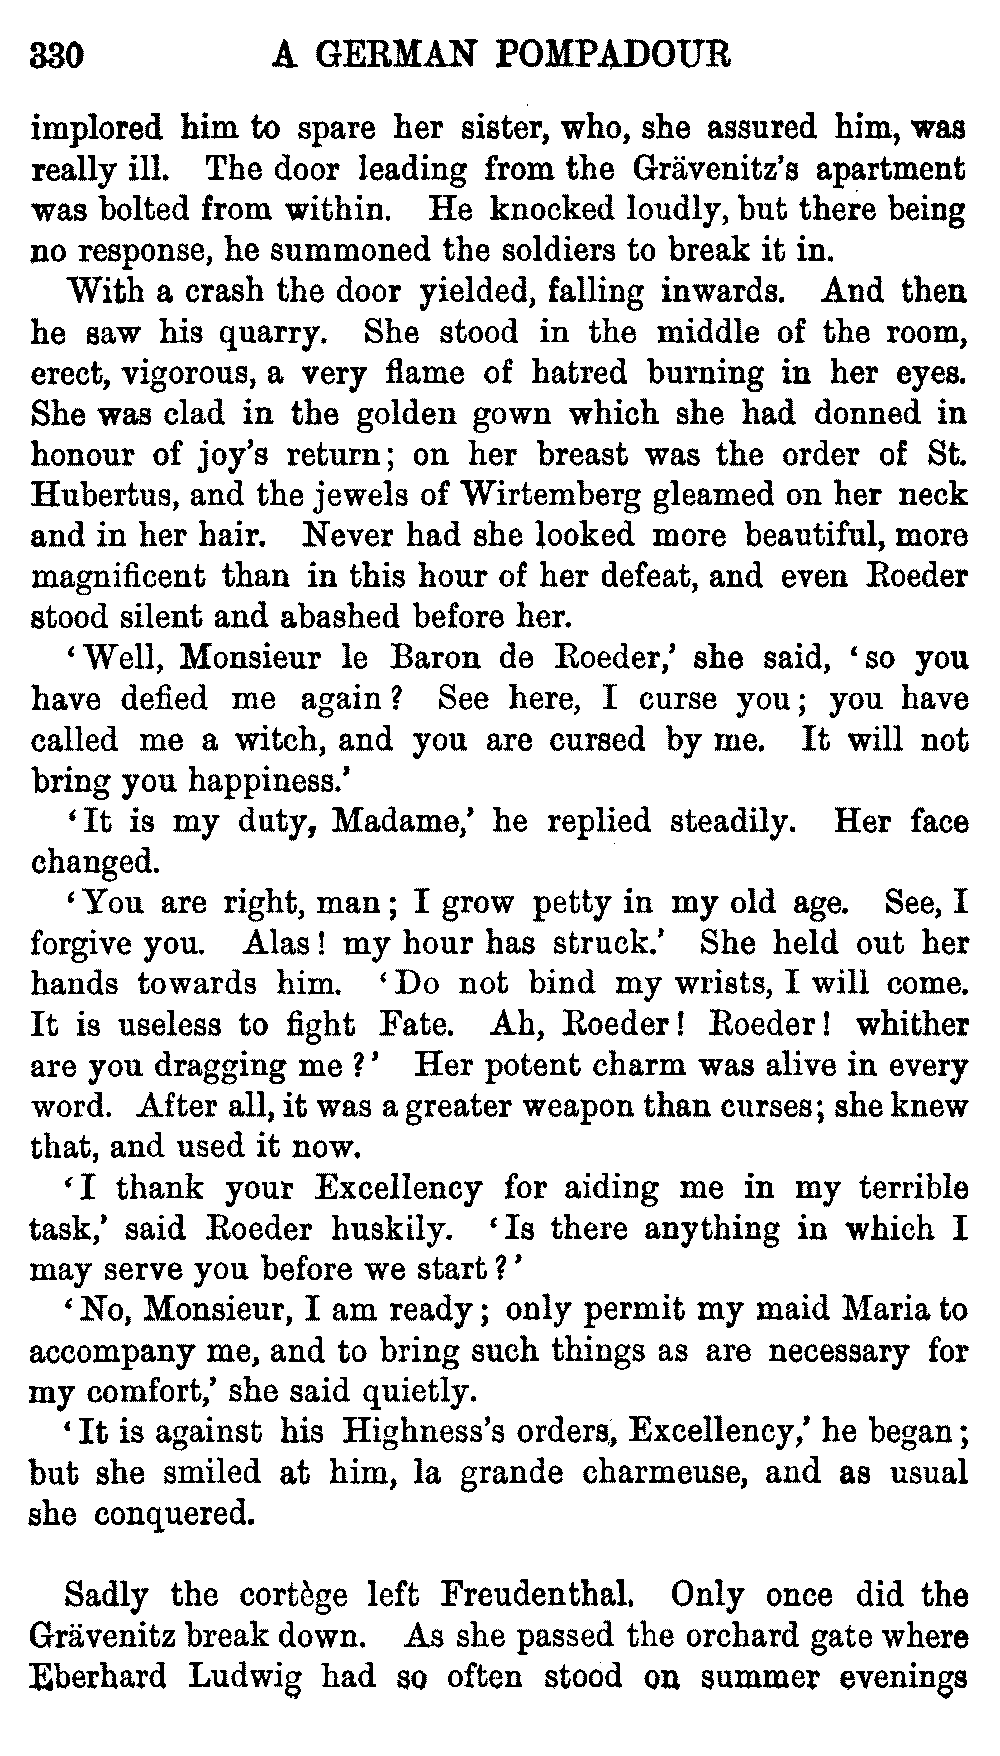 330 A GERMAN POMPADOUR
implored him to spare her sister, who, she assured him, was
really ill. The door leading from the Grävenitz's apartment
was bolted from within. He knocked loudly, but there being
no response, he summoned the soldiers to break it in.
With a crash the door yielded, falling inwards. And then
he saw his quarry. She stood in the middle of the room,
erect, vigorous, a very flame of hatred burning in her eyes.
She was clad in the golden gown which she had donned in
honour of joy's return; on her breast was the order of St.
Hubertus, and the jewels of Wirtemberg gleamed on her neck
and in her hair. Never had she looked more beautiful, more
magnificent than in this hour of her defeat, and even Roeder
stood silent and abashed before her.
'Well, Monsieur le Baron de Roeder,' she said, 'so you
have defied me again? See here, I curse you; you have
called me a witch, and you are cursed by me. It will not
bring you happiness.'
'It is my duty, Madame,' he replied steadily. Her face
changed.
'You are right, man; I grow petty in my old age. See, I
forgive you. Alas! my hour has struck.' She held out her
hands towards him. 'Do not bind my wrists, I will come.
It is useless to fight Fate. Ah, Roeder! Roeder! whither
are you dragging me?' Her potent charm was alive in every
word. After all, it was a greater weapon than curses; she knew
that, and used it now.
'I thank your Excellency for aiding me in my terrible
task,' said Roeder huskily. 'Is there anything in which I
may serve you before we start?'
'No, Monsieur, I am ready; only permit my maid Maria to
accompany me, and to bring such things as are necessary for
my comfort,' she said quietly.
'It is against his Highness's orders, Excellency,' he began;
but she smiled at him, la grande charmeuse, and as usual
she conquered.
Sadly the cortège left Freudenthal. Only once did the
Grävenitz break down. As she passed the orchard gate where
Eberhard Ludwig had so often stood on summer evenings